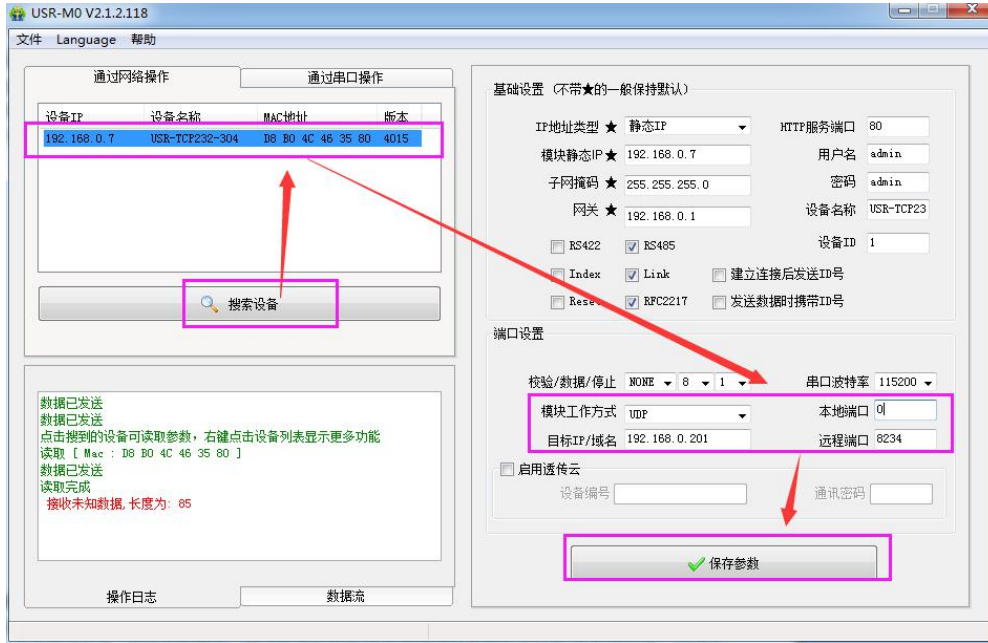 USR-M0 V2.1.2.118
文件 Language 帮助
通过网络操作 通过串口操作
设备IP 设备名称 MAC地址 版本
192.168.0.7 USR-TCP232-304 D8 B0 4C 46 35 80 4015
搜索设备
数据已发送
数据已发送
点击搜到的设备可读取参数，右键点击设备列表显示更多功能
读取 [ Mac : D8 B0 4C 46 35 80 ]
数据已发送
读取完成
接收未知数据,长度为: 85
操作日志 数据流
基础设置 (不带★的一般保持默认)
IP地址类型 ★ 静态IP HTTP服务端口 80
模块静态IP★ 192.168.0.7 用户名 admin
子网掩码 ★ 255.255.255.0 密码 admin
网关 ★ 192.168.0.1 设备名称 USR-TCP23
RS422 RS485 设备ID 1
Index Link 建立连接后发送ID号
Reset RFC2217 发送数据时携带ID号
端口设置
校验/数据/停止 NONE 8 1 串口波特率 115200
模块工作方式 UDP 本地端口 0
目标IP/域名 192.168.0.201 远程端口 8234
启用透传云
设备编号 通讯密码
保存参数